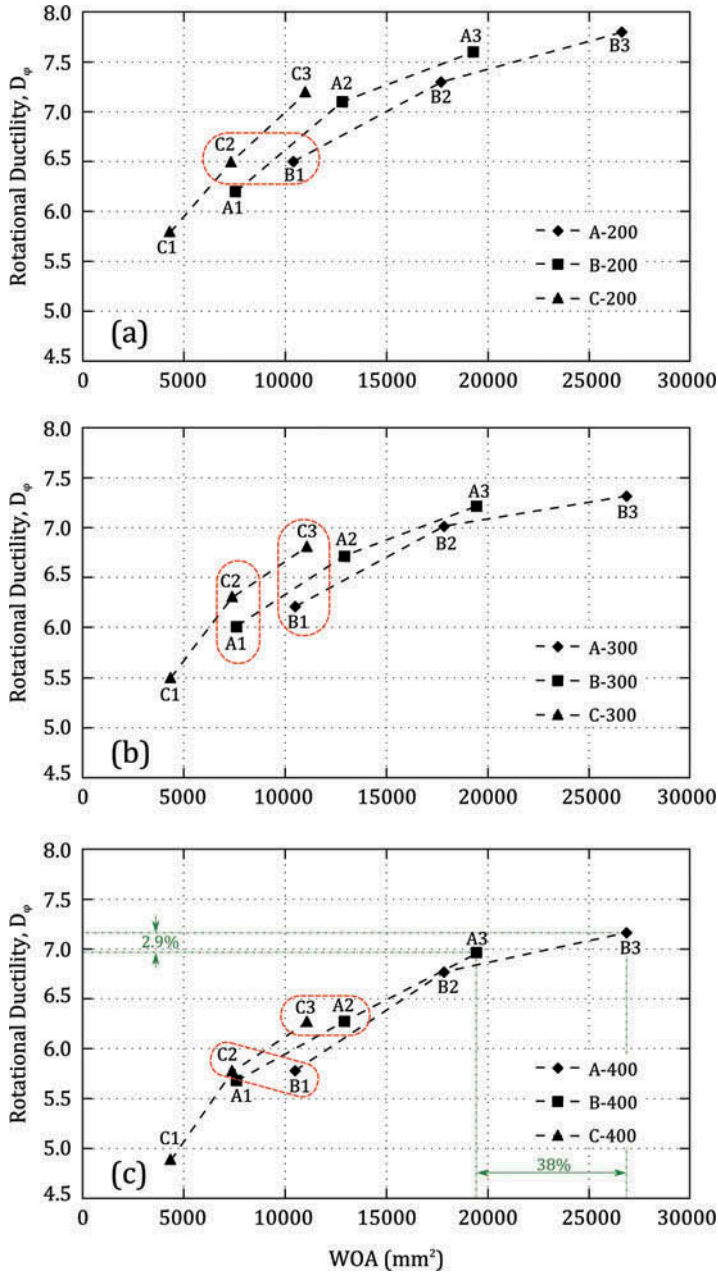 8.0
7.5
7.0
6.5
6.0
5.5
5.0
4.5
Rotational Ductility, Dφ
C3
A3
B3
A2
B2
C2
B1
A1
C1
A-200
B-200
C-200
(a)
0 5000 10000 15000 20000 25000 30000
8.0
7.5
7.0
6.5
6.0
5.5
5.0
4.5
Rotational Ductility, Dφ
A3
B3
C3
A2
B2
C2
B1
A1
C1
A-300
B-300
C-300
(b)
0 5000 10000 15000 20000 25000 30000
8.0
7.5
7.0
6.5
6.0
5.5
5.0
4.5
Rotational Ductility, Dφ
2.9%
A3
B3
B2
C3
A2
C2
B1
A1
C1
A-400
B-400
C-400
38%
(c)
0 5000 10000 15000 20000 25000 30000
WOA (mm²)